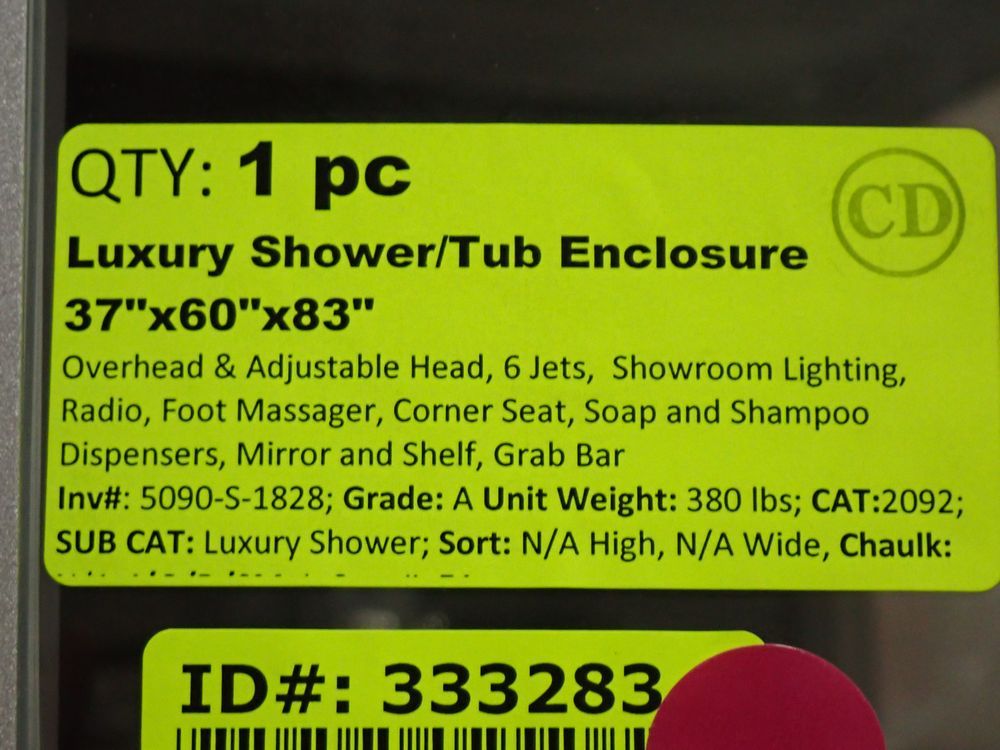 QTY: 1 pc
CD
Luxury Shower/Tub Enclosure
37"x60"x83"
Overhead & Adjustable Head, 6 Jets,  Showroom Lighting,
Radio, Foot Massager, Corner Seat, Soap and Shampoo
Dispensers, Mirror and Shelf, Grab Bar
Inv#: 5090-S-1828; Grade: A Unit Weight: 380 lbs; CAT:2092;
SUB CAT: Luxury Shower; Sort: N/A High, N/A Wide, Chaulk:
ID#: 333283